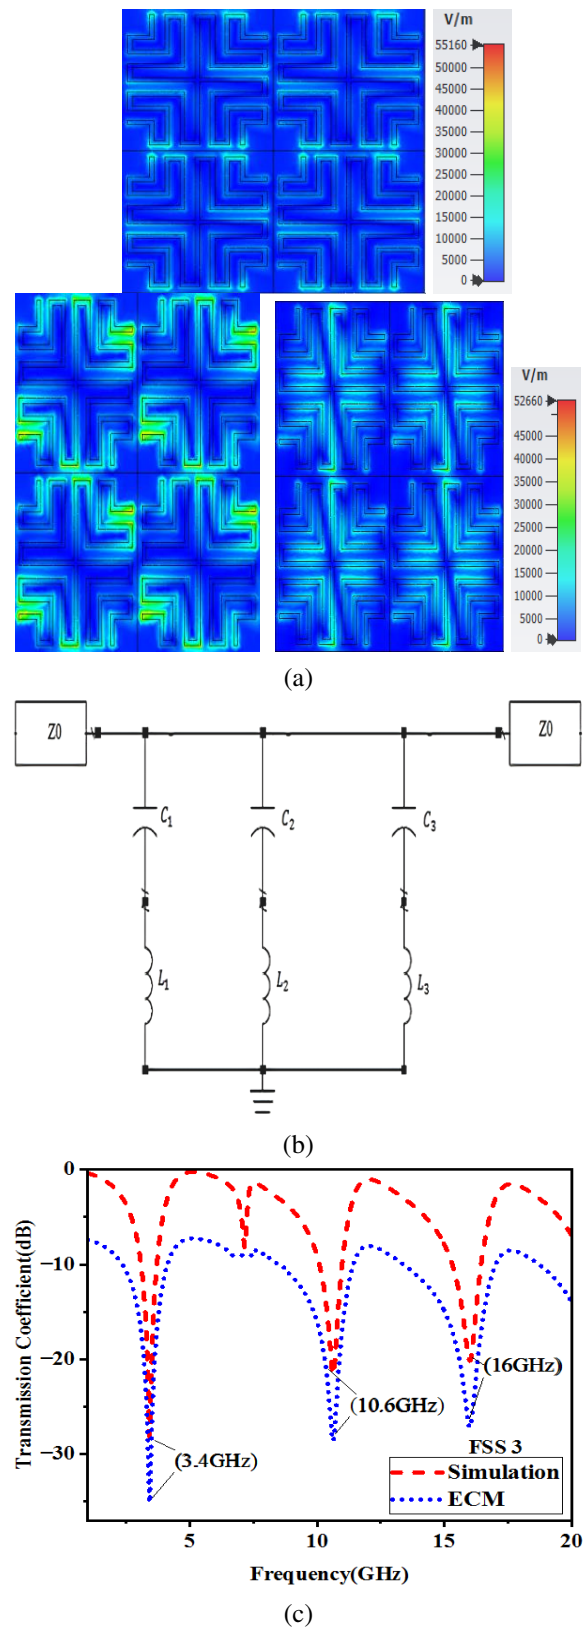 V/m
55160
50000
45000
40000
35000
30000
25000
20000
15000
10000
5000
0
V/m
52660
45000
40000
35000
30000
25000
20000
15000
10000
5000
0
(a)
Z0
Z0
C1
C2
C3
L1
L2
L3
(b)
Transmission Coefficient(dB)
0
−10
−20
−30
(3.4GHz)
(10.6GHz)
(16GHz)
FSS 3
Simulation
ECM
5
10
15
20
Frequency(GHz)
(c)